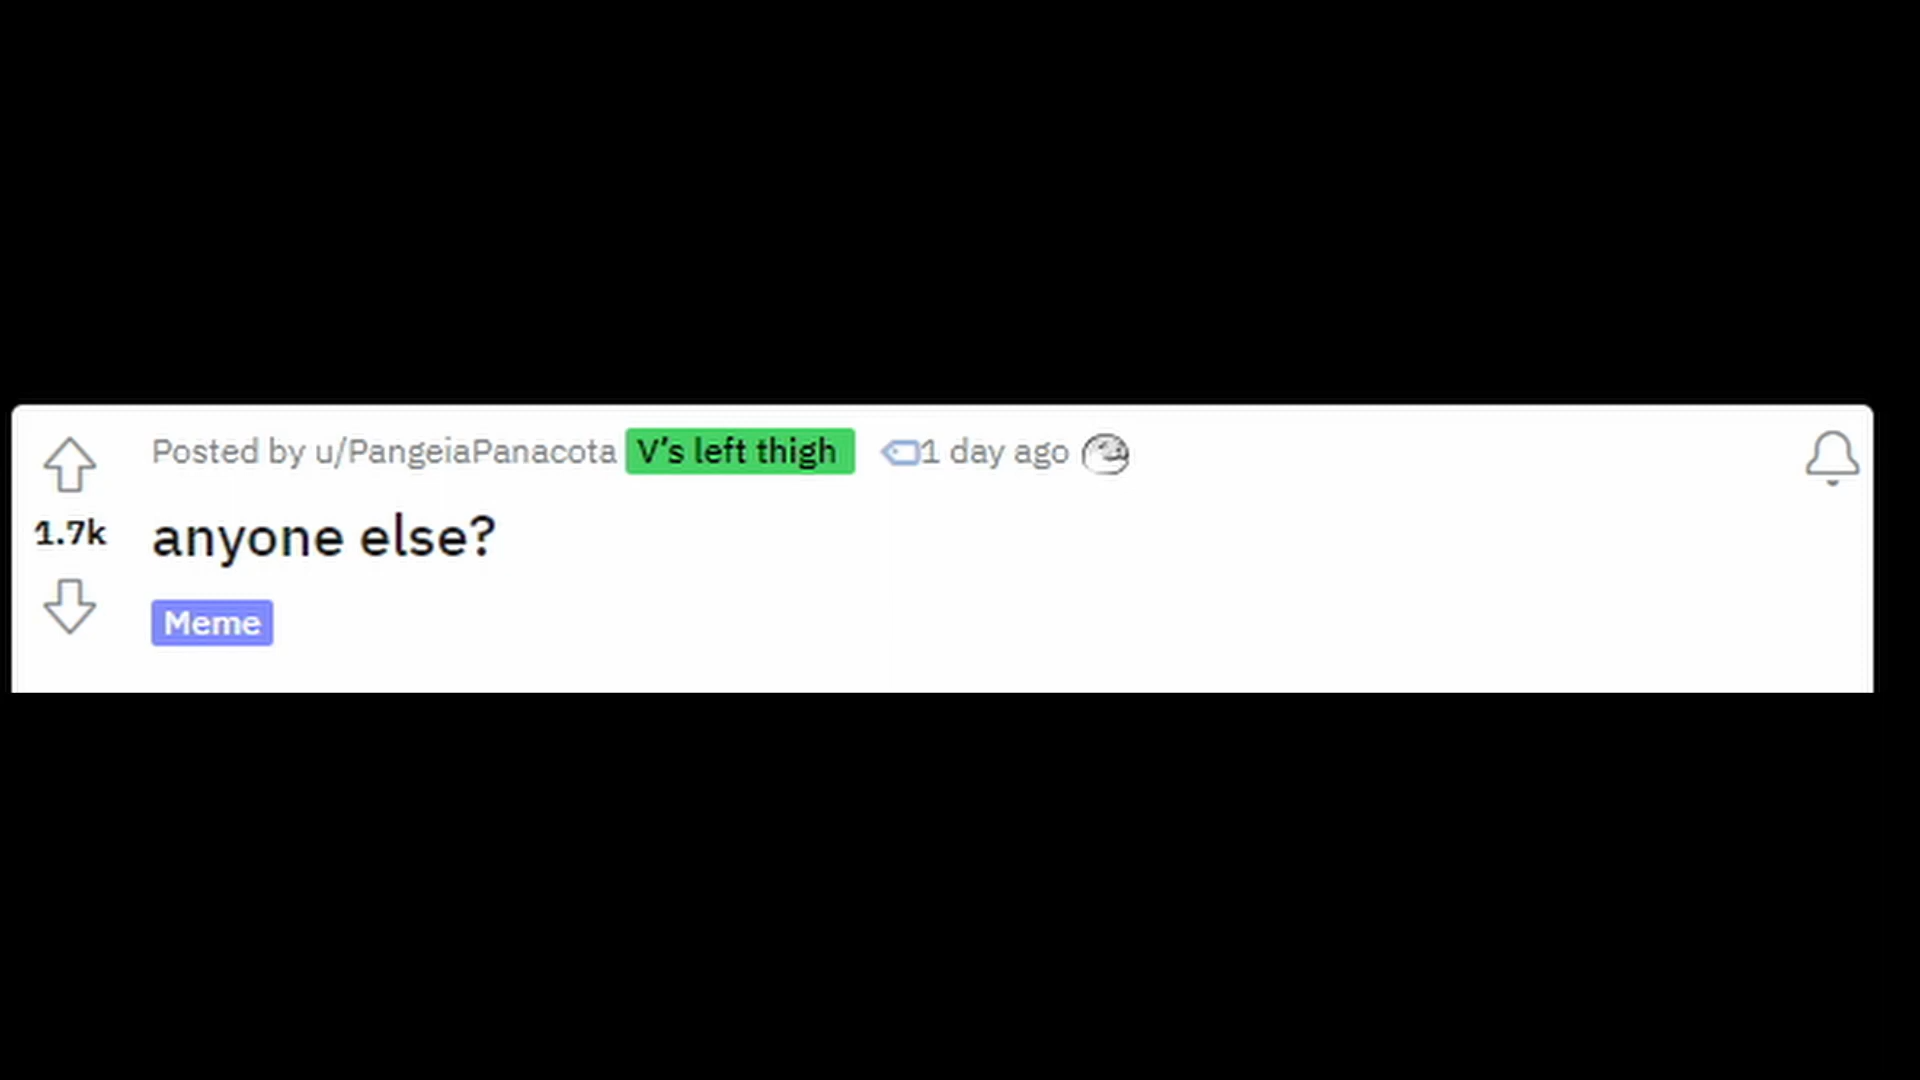 Posted by u/PangeiaPanacota V's left thigh 1 day ago
1.7k
anyone else?
Meme